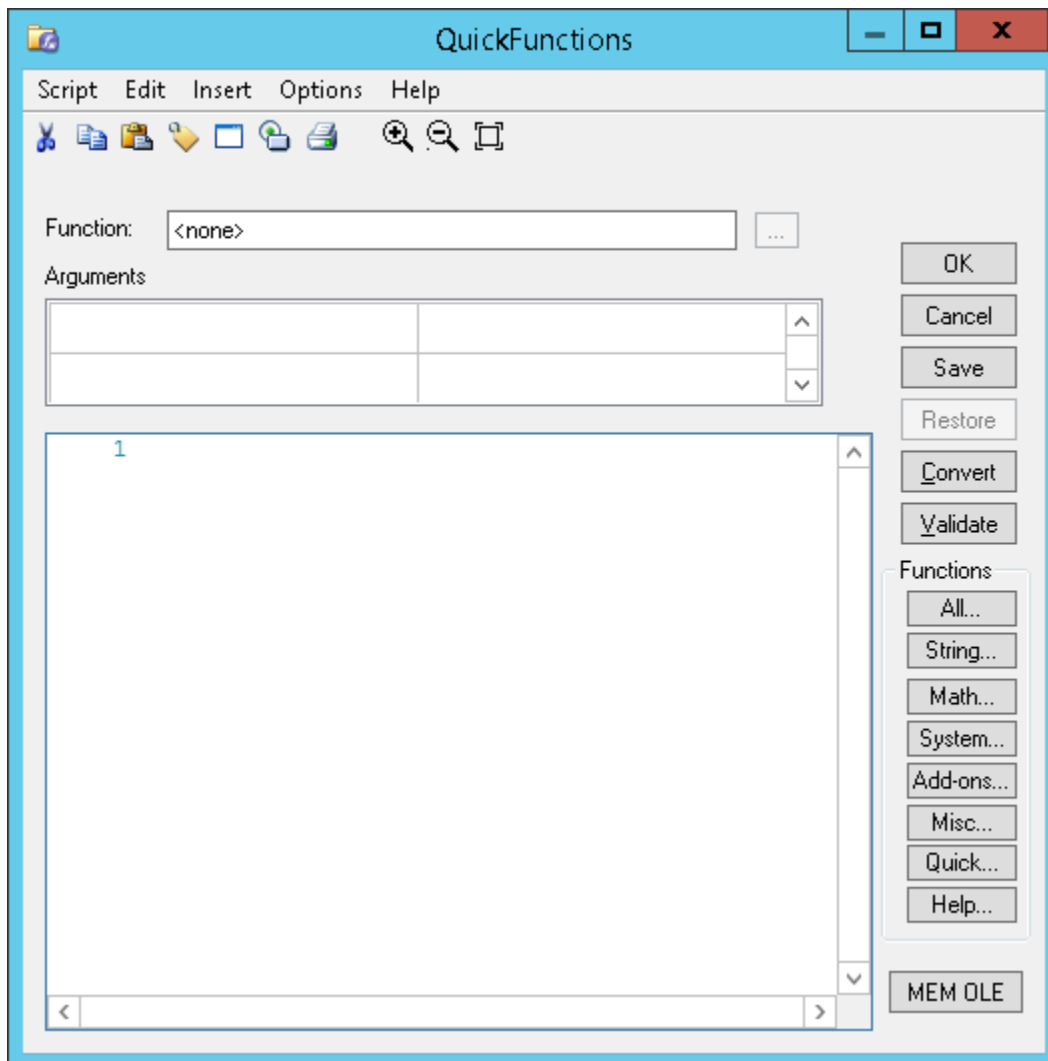 QuickFunctions
Script Edit Insert Options Help
Function: <none> ...
Arguments
1
OK
Cancel
Save
Restore
Convert
Validate
Functions
All...
String...
Math...
System...
Add-ons...
Misc...
Quick...
Help...
MEM OLE